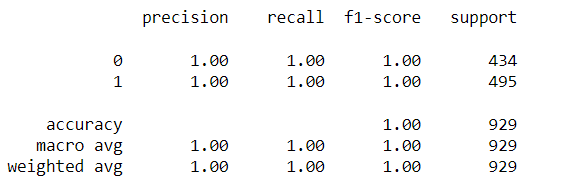 precision recall f1-score support
0 1.00 1.00 1.00 434
1 1.00 1.00 1.00 495
accuracy 1.00 929
macro avg 1.00 1.00 1.00 929
weighted avg 1.00 1.00 1.00 929